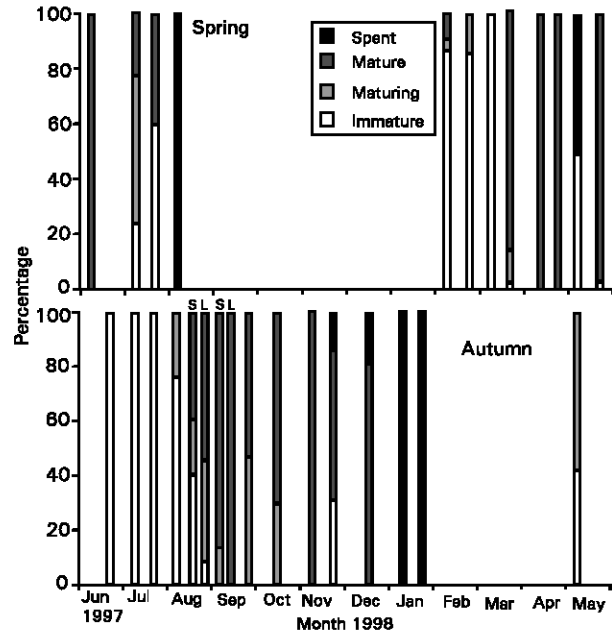 100
80
60
40
20
0
Spring
Spent
Mature
Maturing
Immature
Percentage
S L S L
100
80
60
40
20
0
Autumn
Jun Jul Aug Sep Oct Nov Dec Jan Feb Mar Apr May
1997
Month 1998